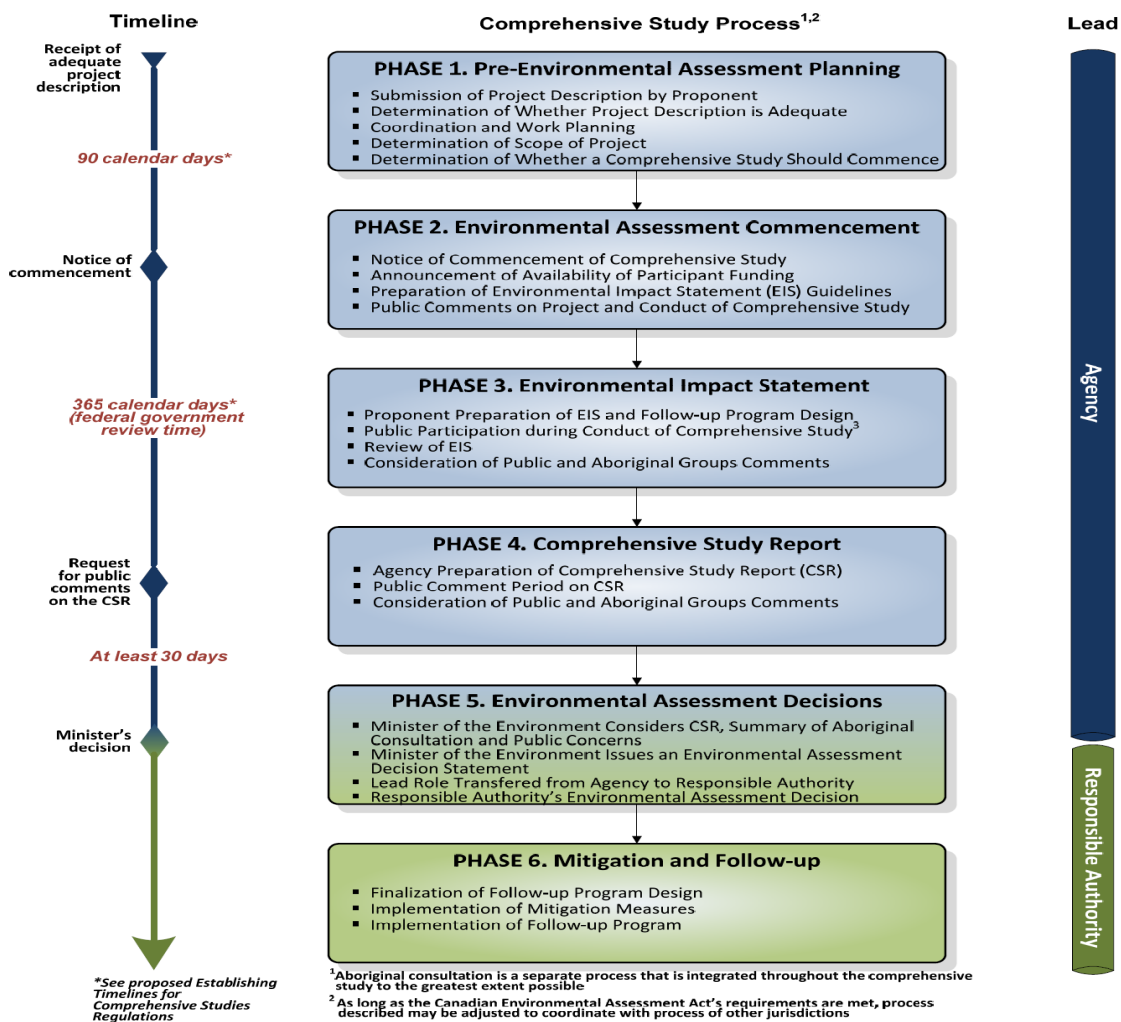 Timeline
Comprehensive Study Process1,2
Lead
Receipt of
adequate
project
description
90 calendar days*
Notice of
commencement
365 calendar days*
(federal government
review time)
Request
for public
comments
on the CSR
At least 30 days
Minister's
decision
*See proposed Establishing
Timelines for
Comprehensive Studies
Regulations
PHASE 1. Pre-Environmental Assessment Planning
▪ Submission of Project Description by Proponent
▪ Determination of Whether Project Description is Adequate
▪ Coordination and Work Planning
▪ Determination of Scope of Project
▪ Determination of Whether a Comprehensive Study Should Commence
PHASE 2. Environmental Assessment Commencement
▪ Notice of Commencement of Comprehensive Study
▪ Announcement of Availability of Participant Funding
▪ Preparation of Environmental Impact Statement (EIS) Guidelines
▪ Public Comments on Project and Conduct of Comprehensive Study
PHASE 3. Environmental Impact Statement
▪ Proponent Preparation of EIS and Follow-up Program Design
▪ Public Participation during Conduct of Comprehensive Study3
▪ Review of EIS
▪ Consideration of Public and Aboriginal Groups Comments
PHASE 4. Comprehensive Study Report
▪ Agency Preparation of Comprehensive Study Report (CSR)
▪ Public Comment Period on CSR
▪ Consideration of Public and Aboriginal Groups Comments
PHASE 5. Environmental Assessment Decisions
▪ Minister of the Environment Considers CSR, Summary of Aboriginal
Consultation and Public Concerns
▪ Minister of the Environment Issues an Environmental Assessment
Decision Statement
▪ Lead Role Transfered from Agency to Responsible Authority
▪ Responsible Authority's Environmental Assessment Decision
PHASE 6. Mitigation and Follow-up
▪ Finalization of Follow-up Program Design
▪ Implementation of Mitigation Measures
▪ Implementation of Follow-up Program
1Aboriginal consultation is a separate process that is integrated throughout the comprehensive
study to the greatest extent possible
2 As long as the Canadian Environmental Assessment Act's requirements are met, process
described may be adjusted to coordinate with process of other jurisdictions
Agency
Responsible Authority